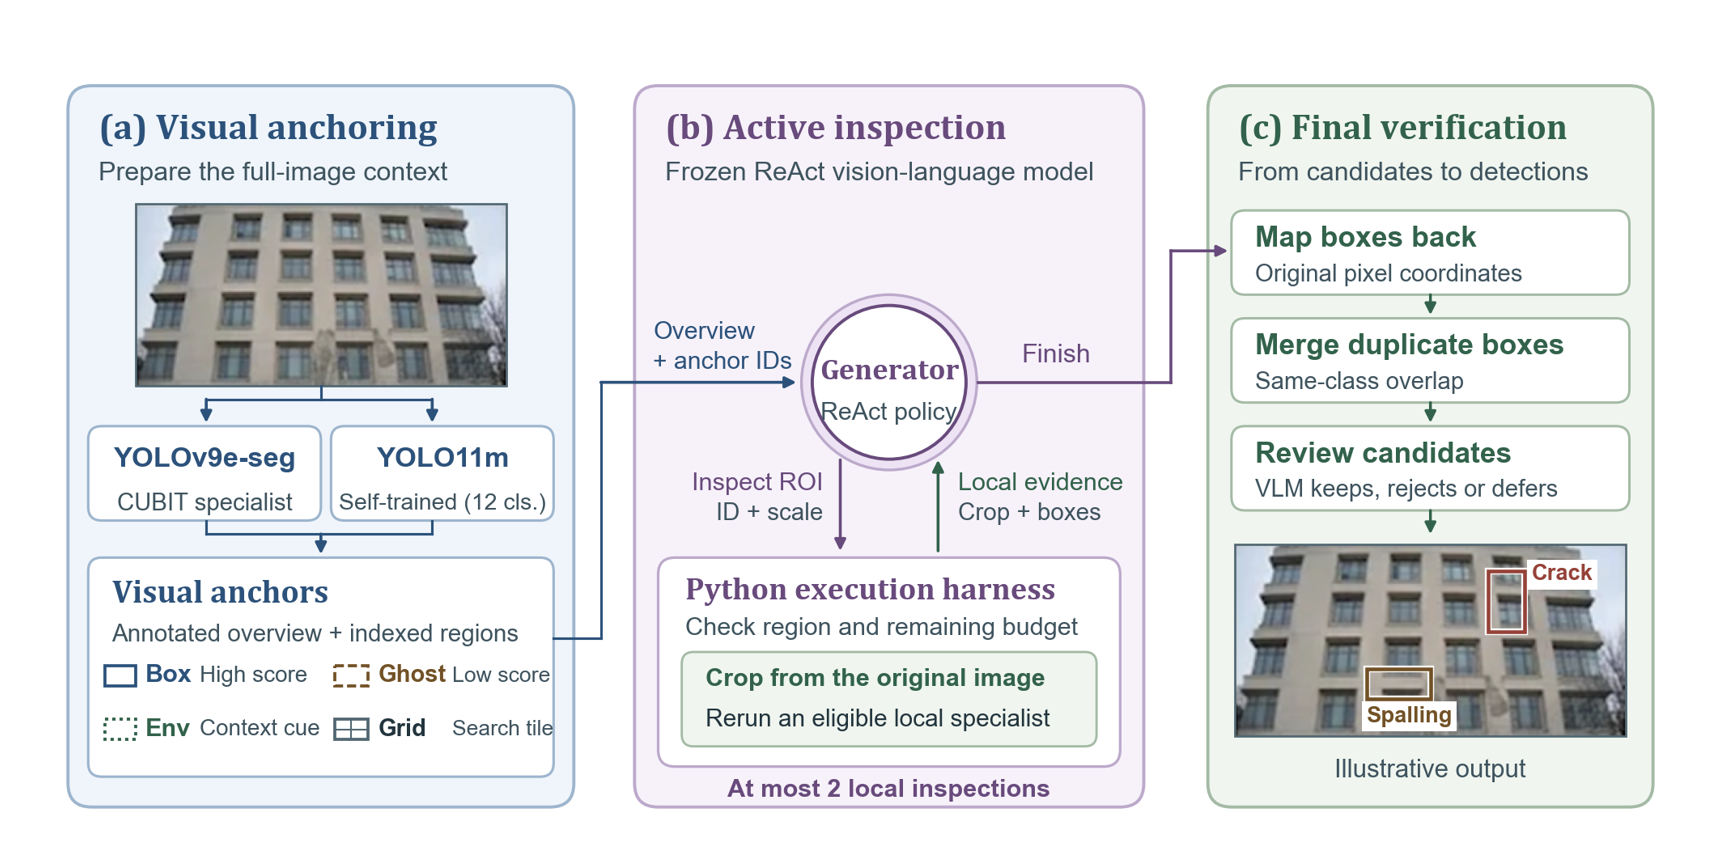 (a) Visual anchoring
Prepare the full-image context
YOLOv9e-seg
CUBIT specialist
YOLO11m
Self-trained (12 cls.)
Visual anchors
Annotated overview + indexed regions
Box High score
Ghost Low score
Env Context cue
Grid Search tile
(b) Active inspection
Frozen ReAct vision-language model
Overview
+ anchor IDs
Generator
ReAct policy
Finish
Inspect ROI
ID + scale
Local evidence
Crop + boxes
Python execution harness
Check region and remaining budget
Crop from the original image
Rerun an eligible local specialist
At most 2 local inspections
(c) Final verification
From candidates to detections
Map boxes back
Original pixel coordinates
Merge duplicate boxes
Same-class overlap
Review candidates
VLM keeps, rejects or defers
Crack
Spalling
Illustrative output